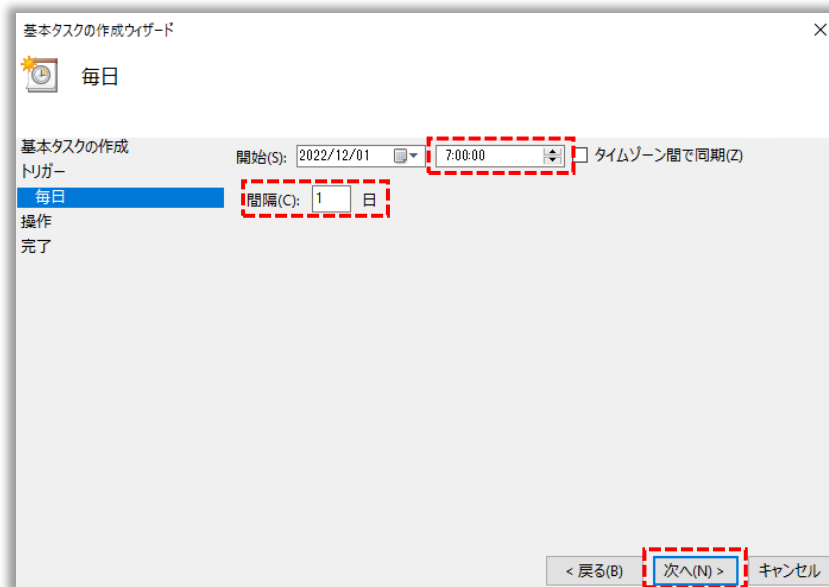 基本タスクの作成ウィザード
毎日
基本タスクの作成
トリガー
毎日
操作
完了
開始(S): 2022/12/01 7:00:00 タイムゾーン間で同期(Z)
間隔(C): 1 日
< 戻る(B) 次へ(N) > キャンセル